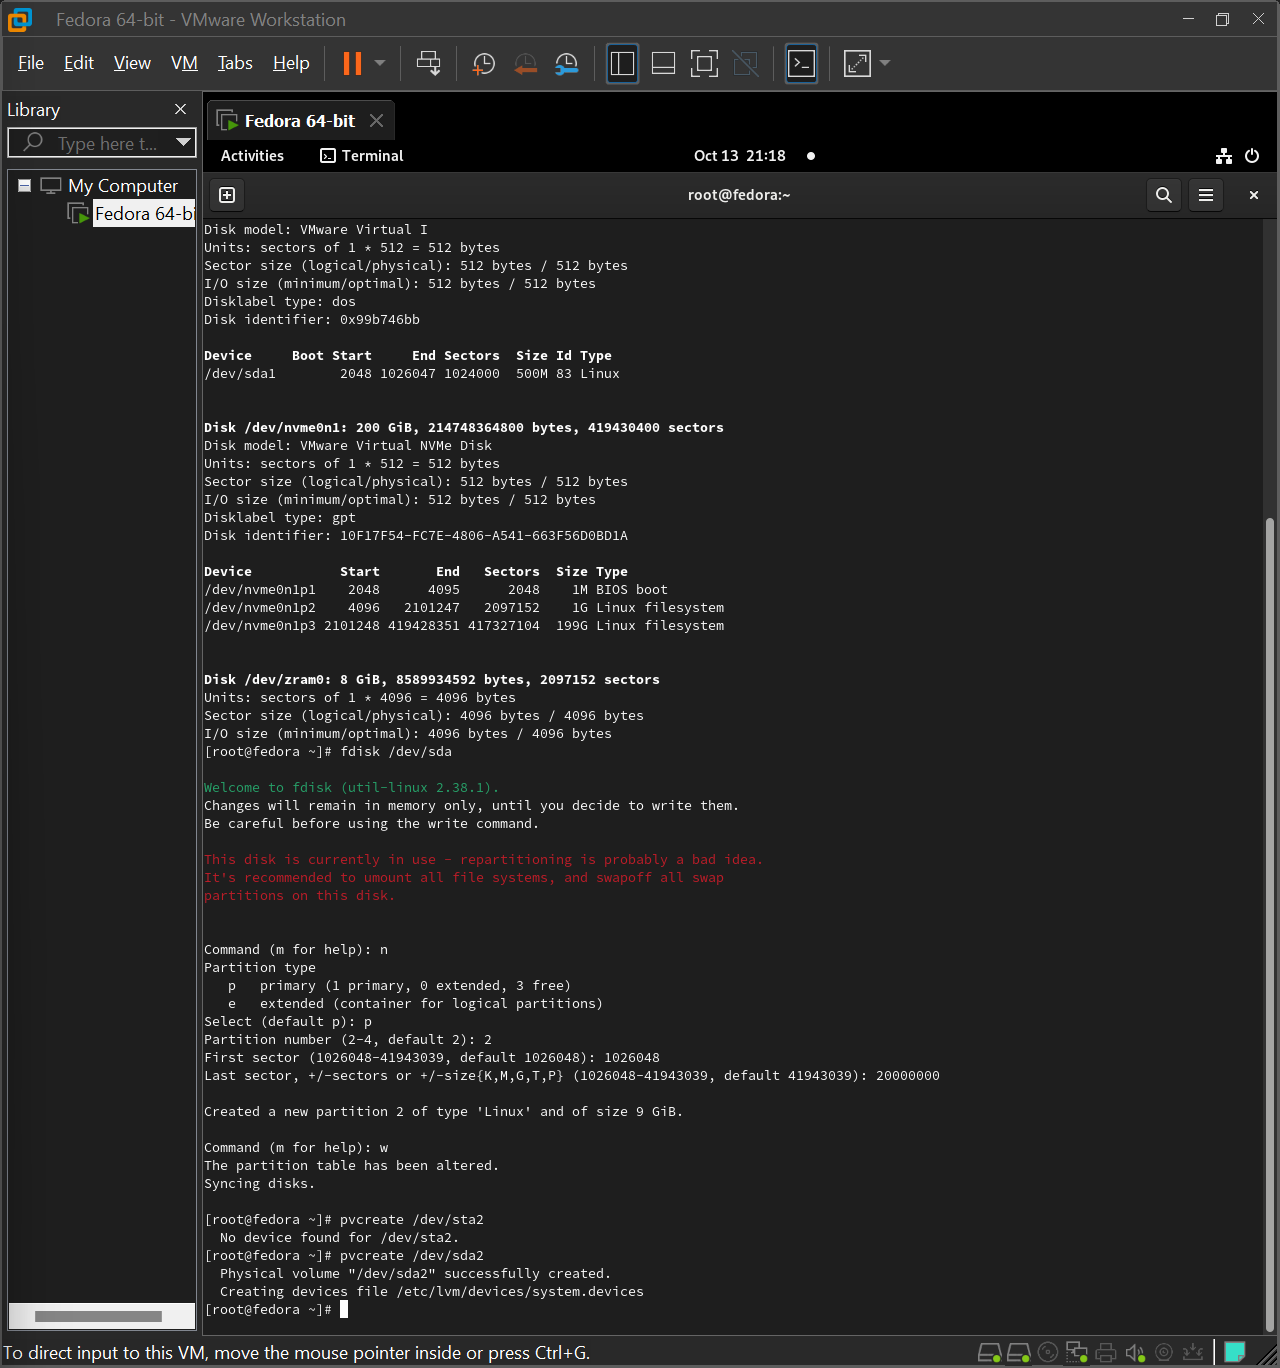 Fedora 64-bit - VMware Workstation
File Edit View VM Tabs Help
Library
Type here t...
My Computer
Fedora 64-bi
Fedora 64-bit
Activities Terminal Oct 13 21:18
root@fedora:~
Disk model: VMware Virtual I
Units: sectors of 1 * 512 = 512 bytes
Sector size (logical/physical): 512 bytes / 512 bytes
I/O size (minimum/optimal): 512 bytes / 512 bytes
Disklabel type: dos
Disk identifier: 0x99b746bb
Device     Boot Start     End Sectors  Size Id Type
/dev/sda1        2048 1026047 1024000  500M 83 Linux
Disk /dev/nvme0n1: 200 GiB, 214748364800 bytes, 419430400 sectors
Disk model: VMware Virtual NVMe Disk
Units: sectors of 1 * 512 = 512 bytes
Sector size (logical/physical): 512 bytes / 512 bytes
I/O size (minimum/optimal): 512 bytes / 512 bytes
Disklabel type: gpt
Disk identifier: 10F17F54-FC7E-4806-A541-663F56D0BD1A
Device           Start       End   Sectors  Size Type
/dev/nvme0n1p1    2048      4095      2048    1M BIOS boot
/dev/nvme0n1p2    4096   2101247   2097152    1G Linux filesystem
/dev/nvme0n1p3 2101248 419428351 417327104  199G Linux filesystem
Disk /dev/zram0: 8 GiB, 8589934592 bytes, 2097152 sectors
Units: sectors of 1 * 4096 = 4096 bytes
Sector size (logical/physical): 4096 bytes / 4096 bytes
I/O size (minimum/optimal): 4096 bytes / 4096 bytes
[root@fedora ~]# fdisk /dev/sda
Welcome to fdisk (util-linux 2.38.1).
Changes will remain in memory only, until you decide to write them.
Be careful before using the write command.
This disk is currently in use - repartitioning is probably a bad idea.
It's recommended to umount all file systems, and swapoff all swap
partitions on this disk.
Command (m for help): n
Partition type
   p   primary (1 primary, 0 extended, 3 free)
   e   extended (container for logical partitions)
Select (default p): p
Partition number (2-4, default 2): 2
First sector (1026048-41943039, default 1026048): 1026048
Last sector, +/-sectors or +/-size{K,M,G,T,P} (1026048-41943039, default 41943039): 20000000
Created a new partition 2 of type 'Linux' and of size 9 GiB.
Command (m for help): w
The partition table has been altered.
Syncing disks.
[root@fedora ~]# pvcreate /dev/sta2
  No device found for /dev/sta2.
[root@fedora ~]# pvcreate /dev/sda2
  Physical volume "/dev/sda2" successfully created.
  Creating devices file /etc/lvm/devices/system.devices
[root@fedora ~]#
To direct input to this VM, move the mouse pointer inside or press Ctrl+G.